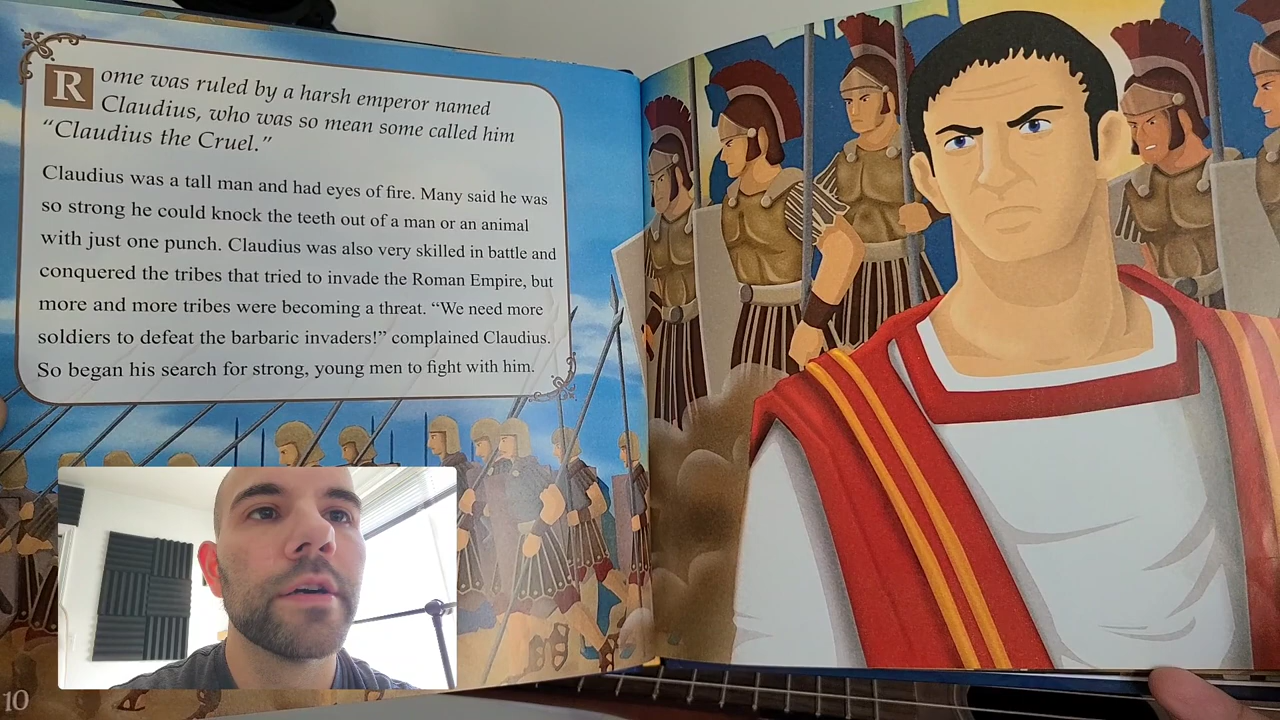 Rome was ruled by a harsh emperor named
Claudius, who was so mean some called him
“Claudius the Cruel.”
Claudius was a tall man and had eyes of fire. Many said he was
so strong he could knock the teeth out of a man or an animal
with just one punch. Claudius was also very skilled in battle and
conquered the tribes that tried to invade the Roman Empire, but
more and more tribes were becoming a threat. “We need more
soldiers to defeat the barbaric invaders!” complained Claudius.
So began his search for strong, young men to fight with him.
10